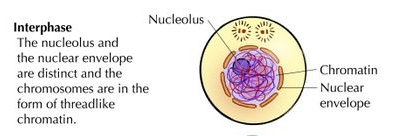 Nucleolus
Interphase
The nucleolus and
the nuclear envelope
are distinct and the
chromosomes are in the
form of threadlike
chromatin.
Chromatin
Nuclear
envelope